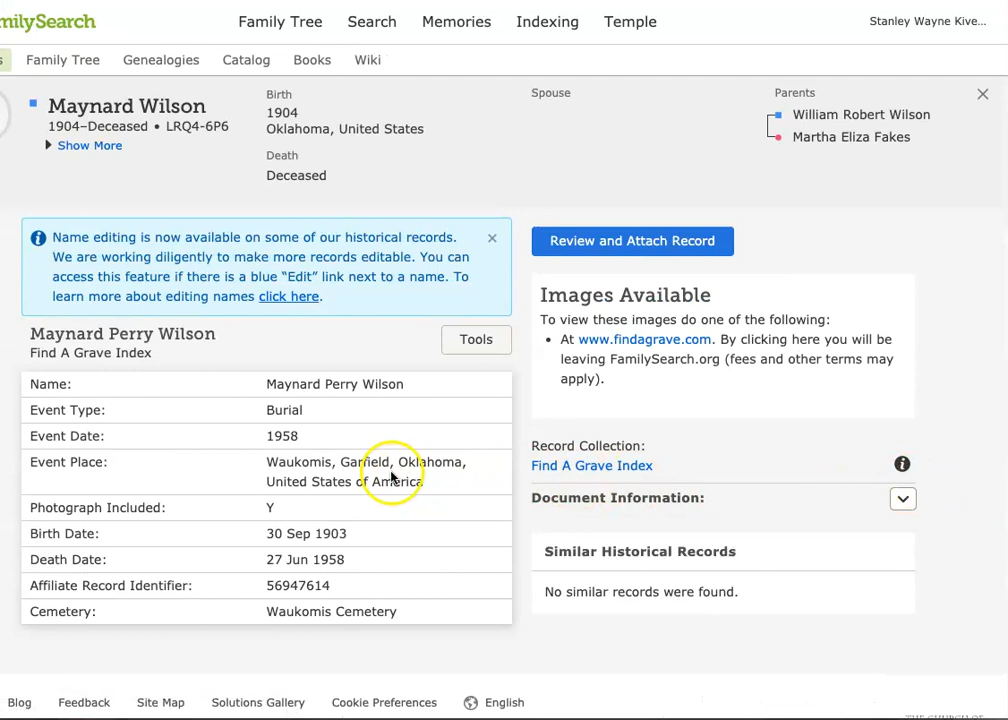 milySearch
Family Tree Search Memories Indexing Temple
Stanley Wayne Kive...
s Family Tree Genealogies Catalog Books Wiki
Maynard Wilson
1904–Deceased • LRQ4-6P6
Show More
Birth
1904
Oklahoma, United States
Death
Deceased
Spouse
Parents
William Robert Wilson
Martha Eliza Fakes
Name editing is now available on some of our historical records.
We are working diligently to make more records editable. You can
access this feature if there is a blue “Edit” link next to a name. To
learn more about editing names click here.
Review and Attach Record
Maynard Perry Wilson
Find A Grave Index
Tools
Name: Maynard Perry Wilson
Event Type: Burial
Event Date: 1958
Event Place: Waukomis, Garfield, Oklahoma,
United States of America
Photograph Included: Y
Birth Date: 30 Sep 1903
Death Date: 27 Jun 1958
Affiliate Record Identifier: 56947614
Cemetery: Waukomis Cemetery
Images Available
To view these images do one of the following:
• At www.findagrave.com. By clicking here you will be
leaving FamilySearch.org (fees and other terms may
apply).
Record Collection:
Find A Grave Index
Document Information:
Similar Historical Records
No similar records were found.
Blog Feedback Site Map Solutions Gallery Cookie Preferences English
THE CHURCH OF